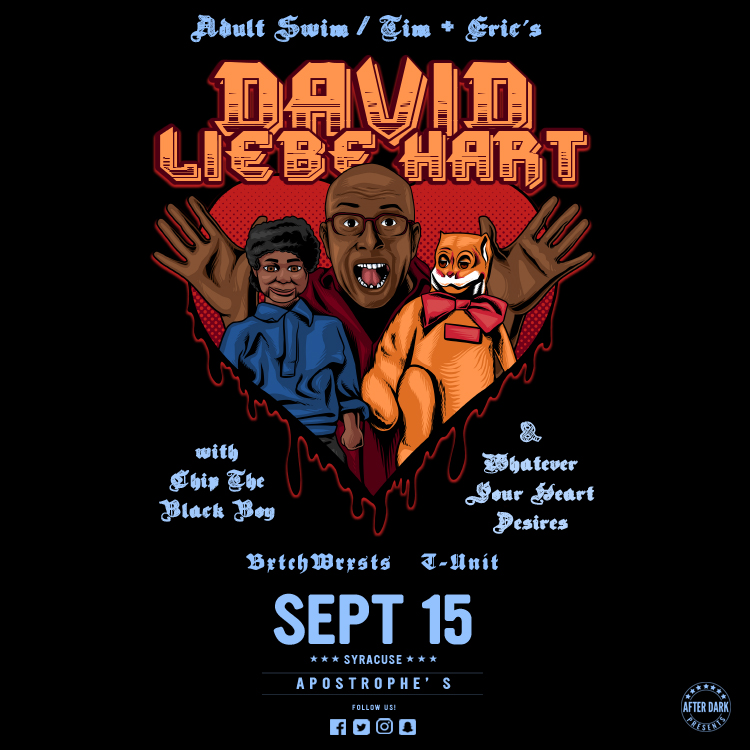 Adult Swim / Tim + Eric's
DAVID
LIEBE HART
with
Chip The
Black Boy
&
Whatever
Your Heart
Desires
BxtchWrxsts T-Unit
SEPT 15
★ ★ ★ SYRACUSE ★ ★ ★
APOSTROPHE' S
FOLLOW US!
AFTER DARK
PRESENTS